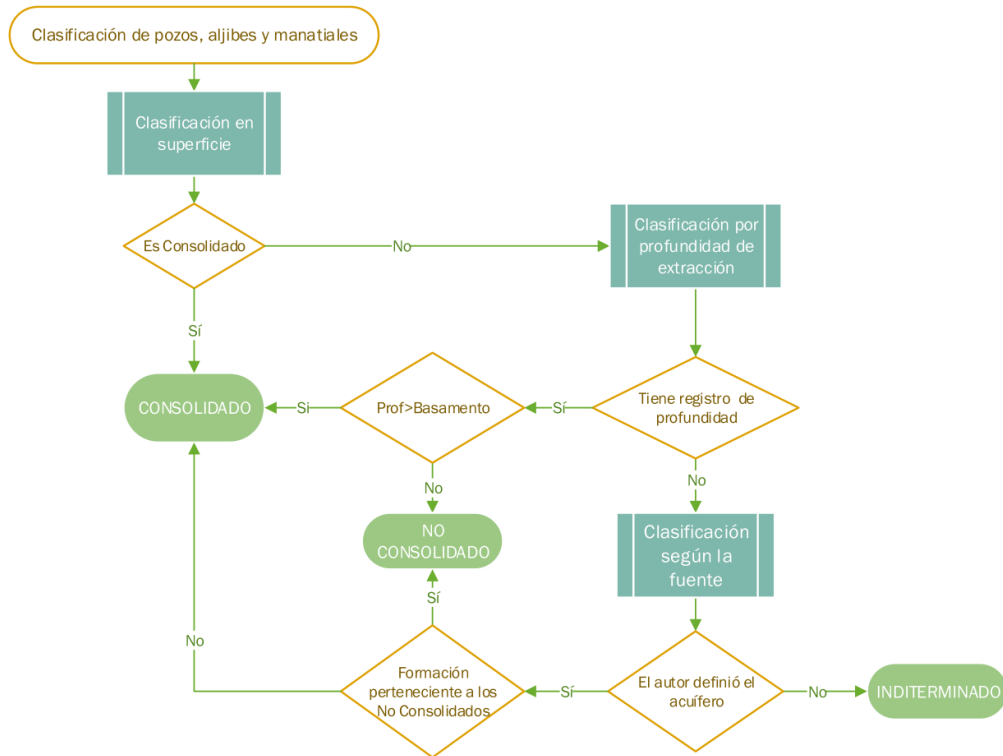 Clasificación de pozos, aljibes y manatiales
Clasificación en
superficie
Es Consolidado
No
Clasificación por
profundidad de
extracción
Sí
CONSOLIDADO
Si
Prof>Basamento
Sí
Tiene registro de
profundidad
No
No
NO
CONSOLIDADO
Clasificación
según la
fuente
Sí
No
Formación
perteneciente a los
No Consolidados
Sí
El autor definió el
acuífero
No
INDITERMINADO